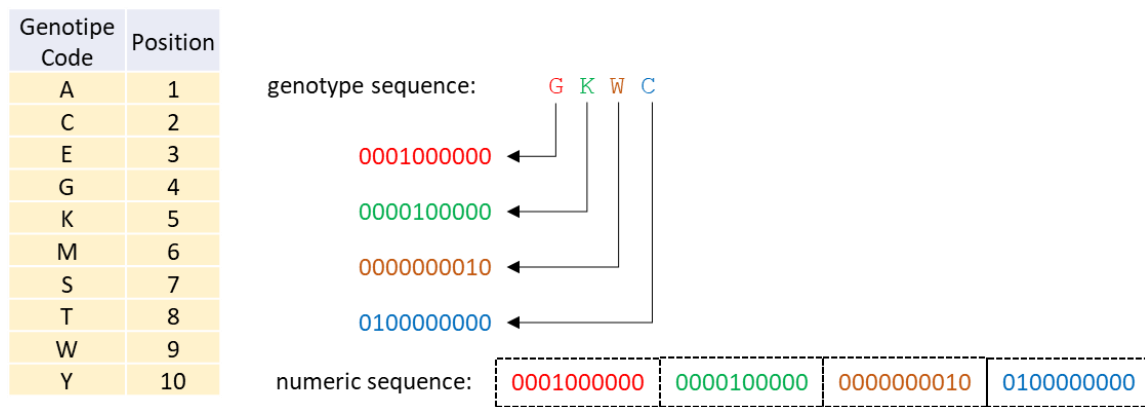 Genotipe Code Position
A 1
C 2
E 3
G 4
K 5
M 6
S 7
T 8
W 9
Y 10
genotype sequence: G K W C
0001000000
0000100000
0000000010
0100000000
numeric sequence: 0001000000 0000100000 0000000010 0100000000